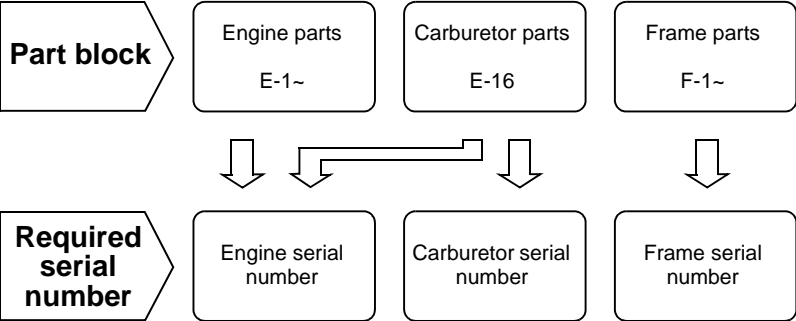 Part block
Engine parts
E-1~
Carburetor parts
E-16
Frame parts
F-1~
Required
serial
number
Engine serial
number
Carburetor serial
number
Frame serial
number